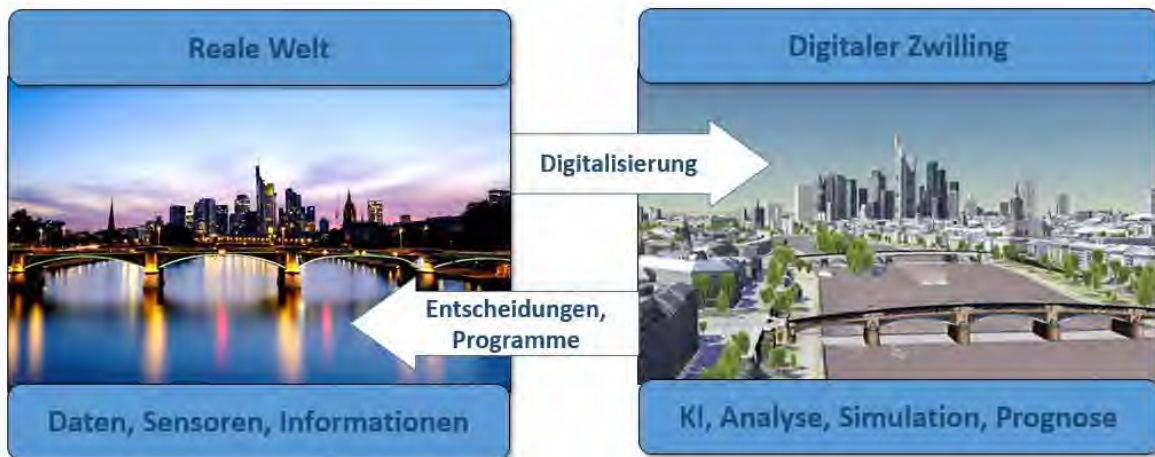 Reale Welt
Digitaler Zwilling
Digitalisierung
Entscheidungen,
Programme
Daten, Sensoren, Informationen
KI, Analyse, Simulation, Prognose